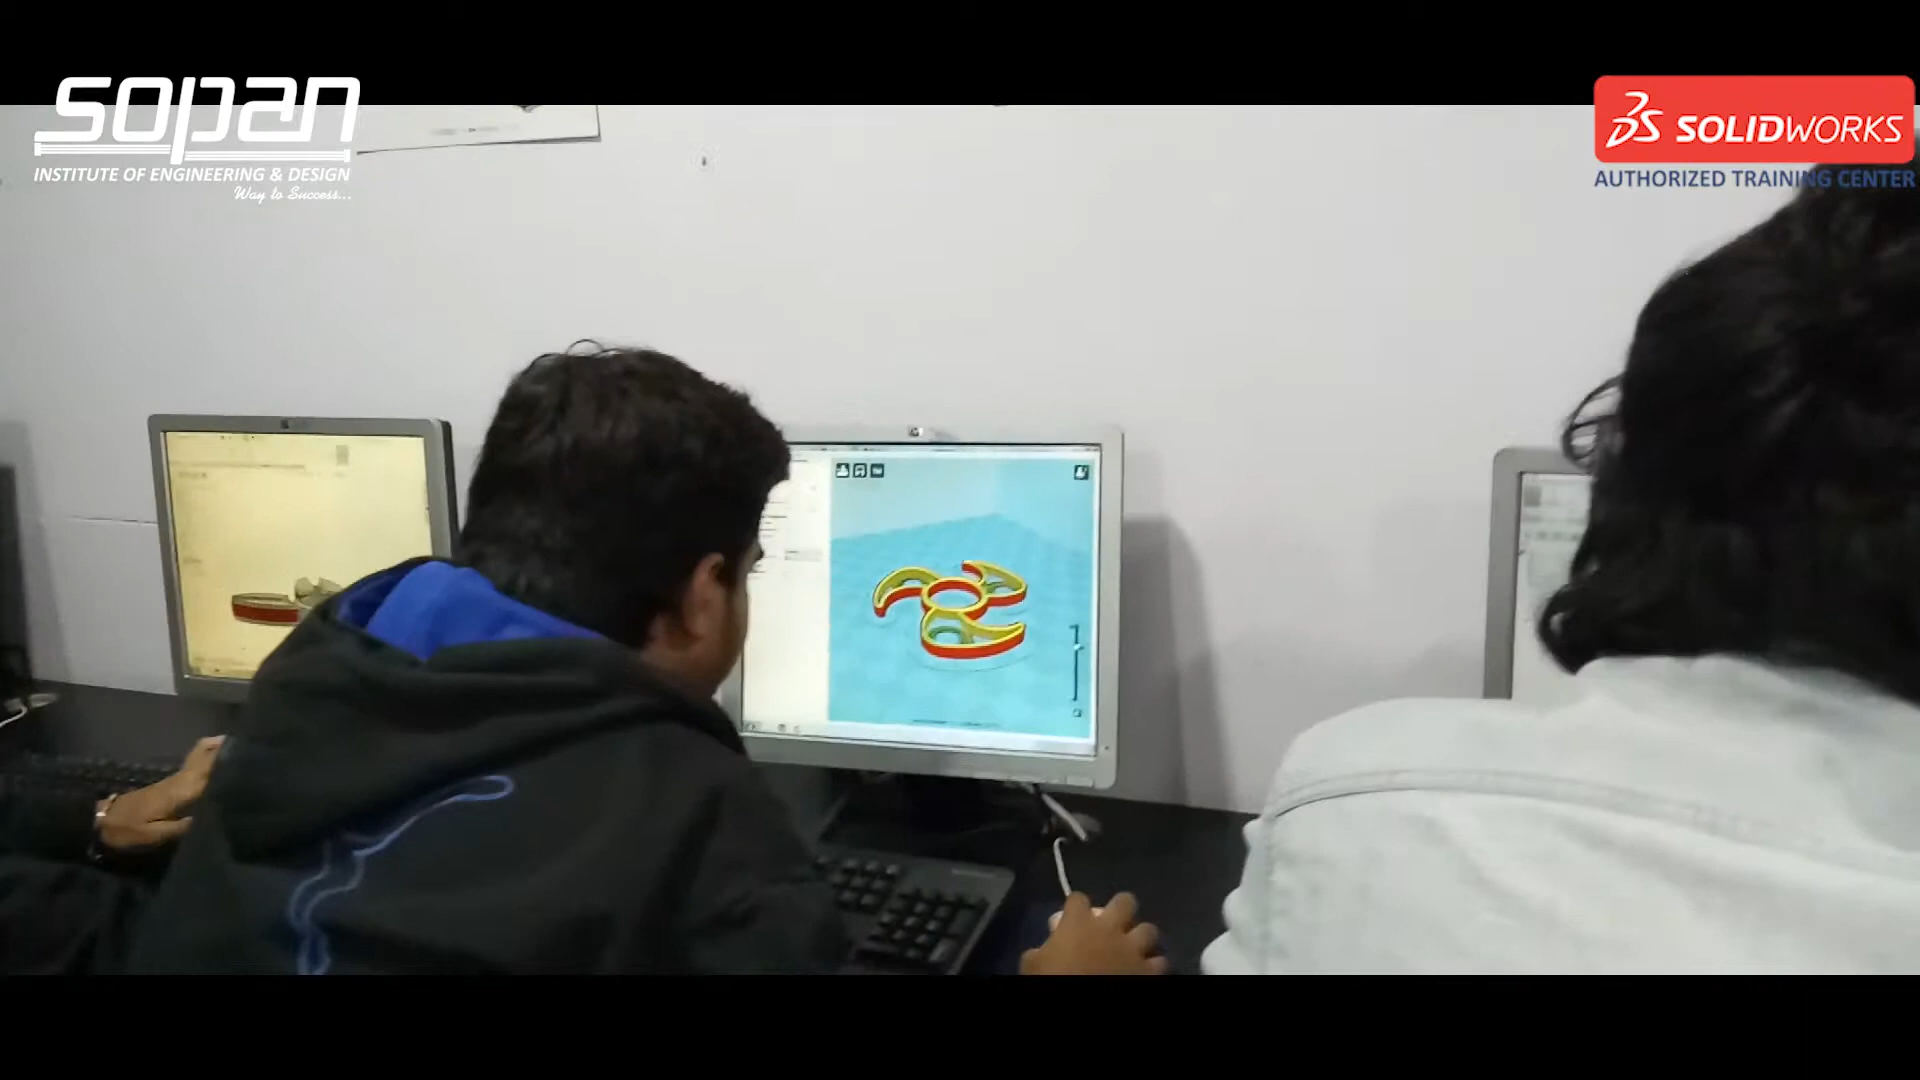 sopan
INSTITUTE OF ENGINEERING & DESIGN
Way to Success...
SOLIDWORKS
AUTHORIZED TRAINING CENTER